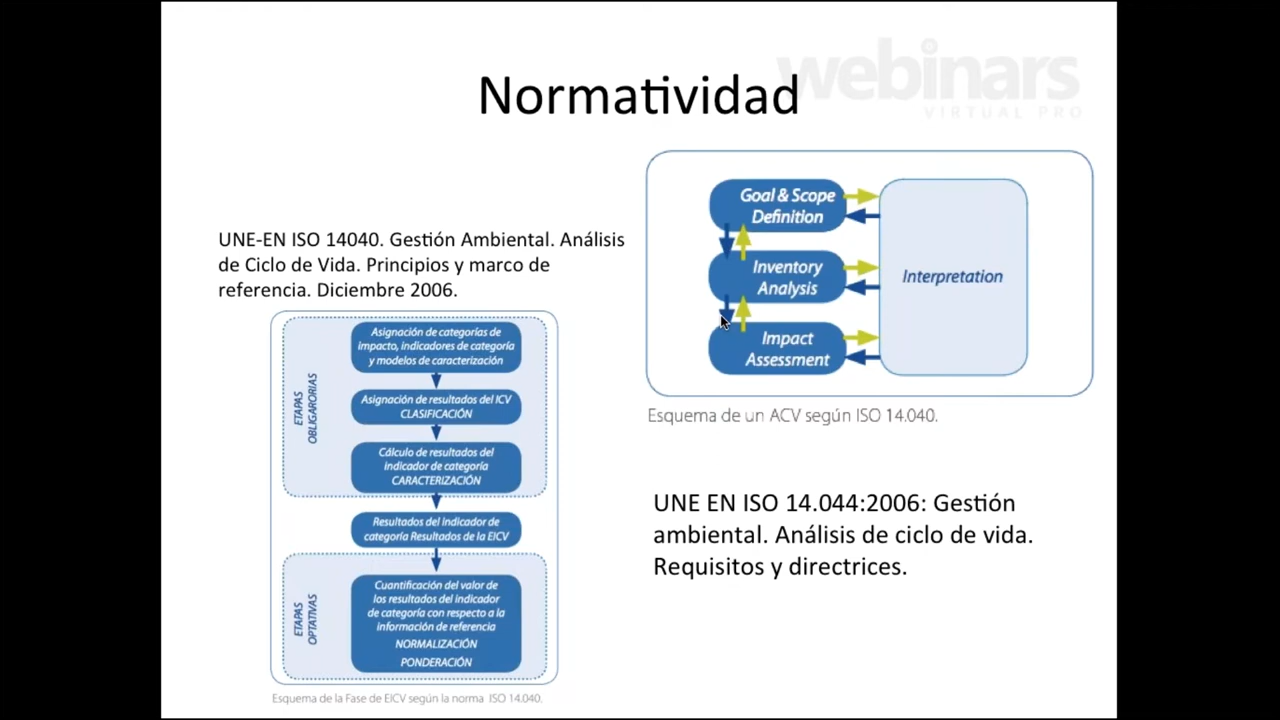 webinars
VIRTUAL PRO
Normatividad
UNE-EN ISO 14040. Gestión Ambiental. Análisis
de Ciclo de Vida. Principios y marco de
referencia. Diciembre 2006.
ETAPAS
OBLIGARORIAS
Asignación de categorías de
impacto, indicadores de categoría
y modelos de caracterización
Asignación de resultados del ICV
CLASIFICACIÓN
Cálculo de resultados del
indicador de categoría
CARACTERIZACIÓN
Resultados del indicador de
categoría Resultados de la EICV
ETAPAS
OPTATIVAS
Cuantificación del valor de
los resultados del indicador
de categoría con respecto a la
información de referencia
NORMALIZACIÓN
PONDERACIÓN
Esquema de la Fase de EICV según la norma ISO 14.040.
Goal & Scope
Definition
Inventory
Analysis
Impact
Assessment
Interpretation
Esquema de un ACV según ISO 14.040.
UNE EN ISO 14.044:2006: Gestión
ambiental. Análisis de ciclo de vida.
Requisitos y directrices.